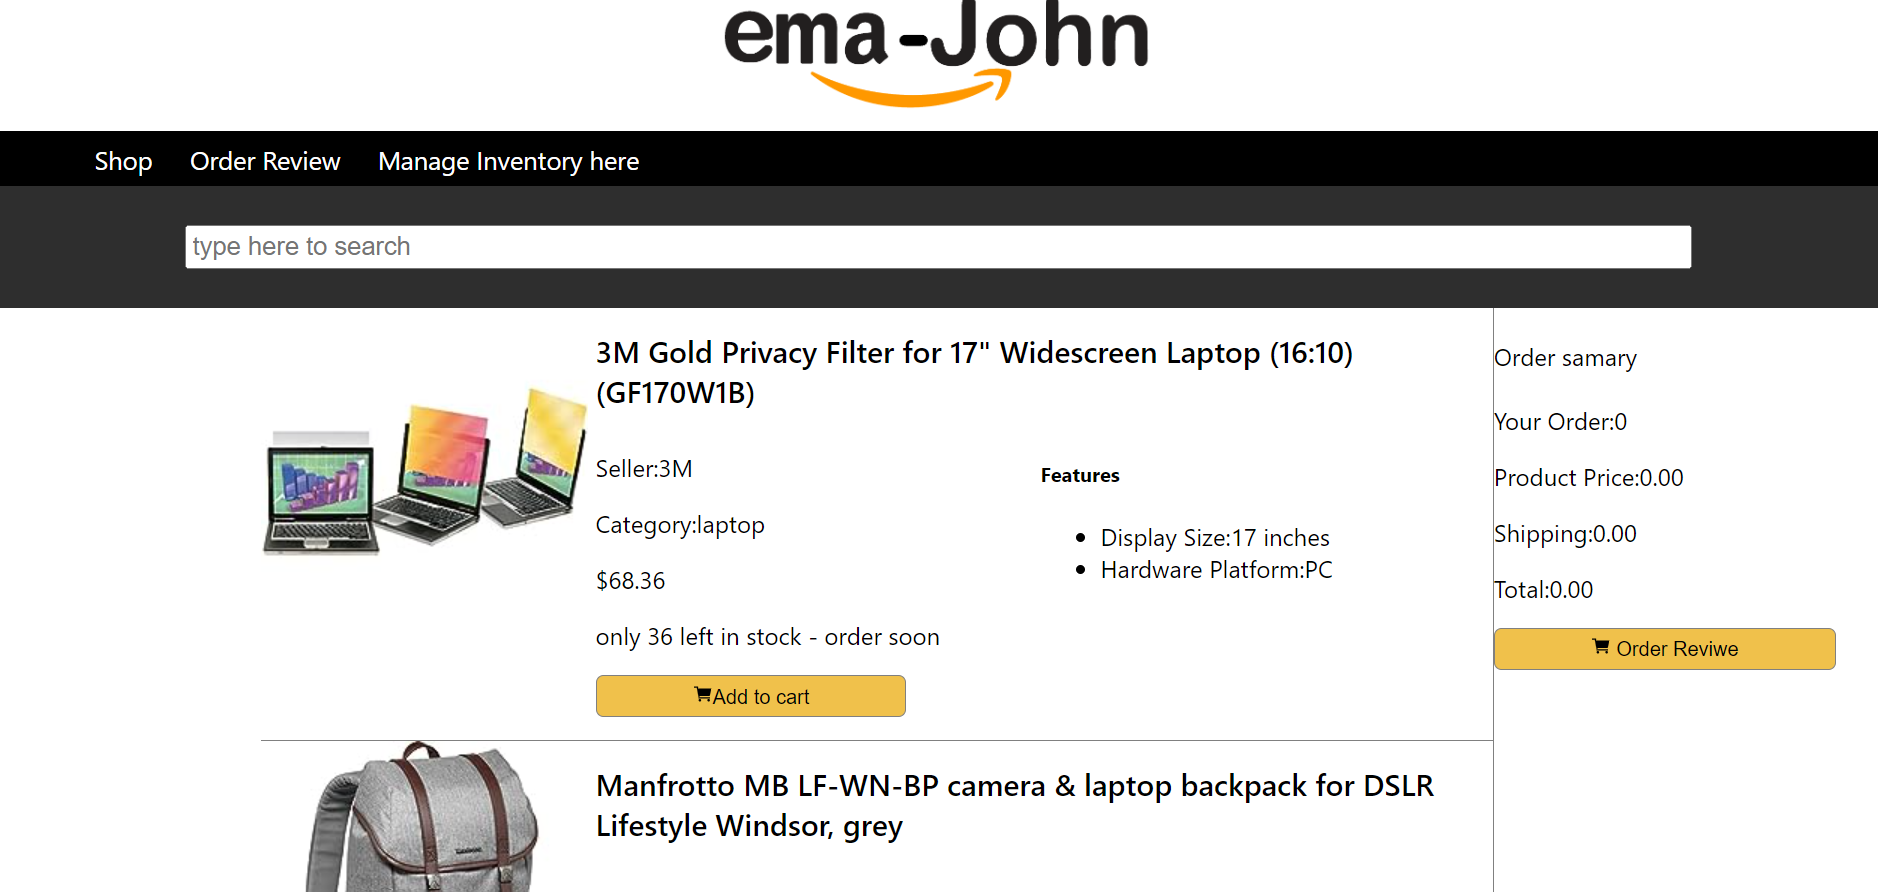 ema-John
Shop
Order Review
Manage Inventory here
type here to search
3M Gold Privacy Filter for 17" Widescreen Laptop (16:10)
(GF170W1B)
Seller:3M
Category:laptop
$68.36
only 36 left in stock - order soon
Add to cart
Features
Display Size:17 inches
Hardware Platform:PC
Order samary
Your Order:0
Product Price:0.00
Shipping:0.00
Total:0.00
Order Reviwe
Manfrotto MB LF-WN-BP camera & laptop backpack for DSLR
Lifestyle Windsor, grey